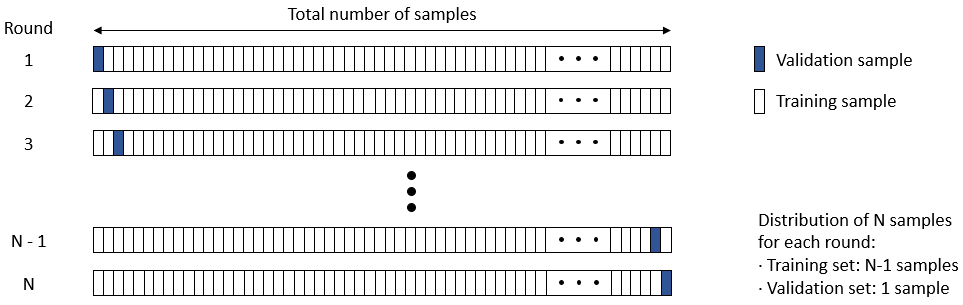 Total number of samples
Round
1
Validation sample
2
Training sample
3
N - 1
N
Distribution of N samples
for each round:
· Training set: N-1 samples
· Validation set: 1 sample